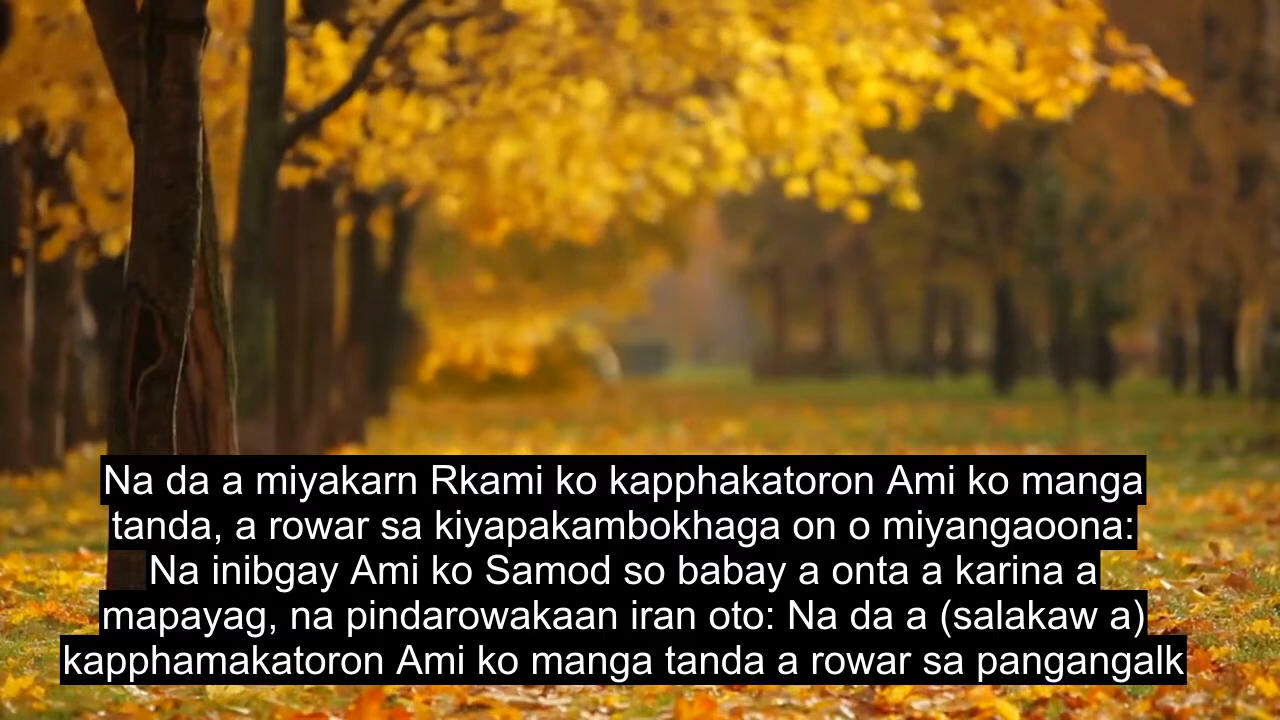 Na da a miyakarn Rkami ko kapphakatoron Ami ko manga
tanda, a rowar sa kiyapakambokhaga on o miyangaoona:
Na inibgay Ami ko Samod so babay a onta a karina a
mapayag, na pindarowakaan iran oto: Na da a (salakaw a)
kapphamakatoron Ami ko manga tanda a rowar sa pangangalk